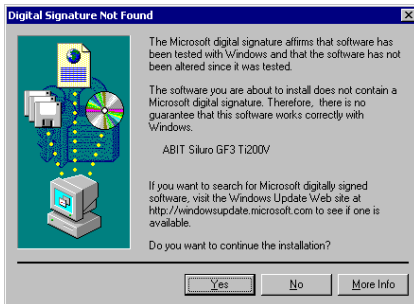 Digital Signature Not Found
The Microsoft digital signature affirms that software has
been tested with Windows and that the software has not
been altered since it was tested.
The software you are about to install does not contain a
Microsoft digital signature. Therefore, there is no
guarantee that this software works correctly with
Windows.
ABIT Siluro GF3 Ti200V
If you want to search for Microsoft digitally signed
software, visit the Windows Update Web site at
http://windowsupdate.microsoft.com to see if one is
available.
Do you want to continue the installation?
Yes No More Info